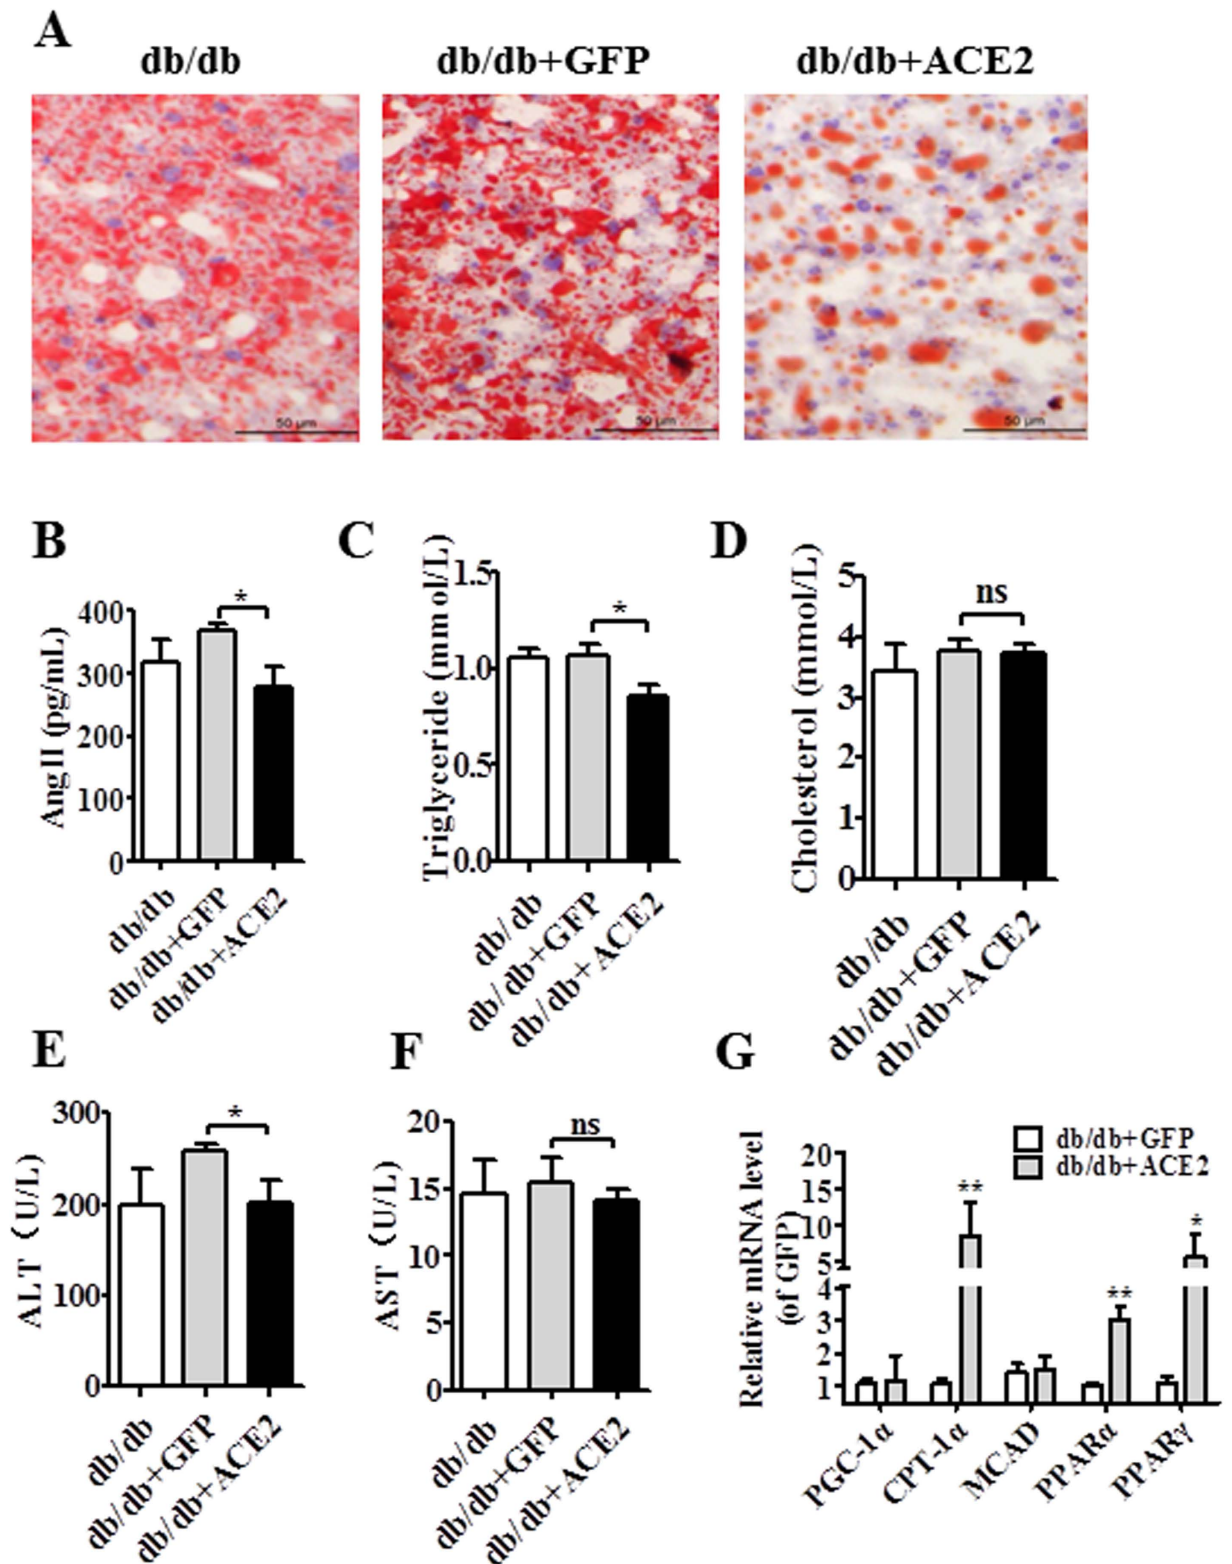 A
db/db
db/db+GFP
db/db+ACE2
50 μm
50 μm
50 μm
B
AngII (pg/mL)
400
300
200
100
0
*
db/db
db/db+GFP
db/db+ACE2
C
Triglyceride (mmol/L)
1.5
1.0
0.5
0.0
*
db/db
db/db+GFP
db/db+ACE2
D
Cholesterol (mmol/L)
5
4
3
2
1
0
ns
db/db
db/db+GFP
db/db+ACE2
E
ALT (U/L)
300
200
100
0
*
db/db
db/db+GFP
db/db+ACE2
F
AST (U/L)
20
15
10
5
0
ns
db/db
db/db+GFP
db/db+ACE2
G
Relative mRNA level
(of GFP)
20
15
10
5
4
3
2
1
db/db+GFP
db/db+ACE2
**
**
*
PGC-1α
CPT-1α
MCAD
PPARα
PPARγ